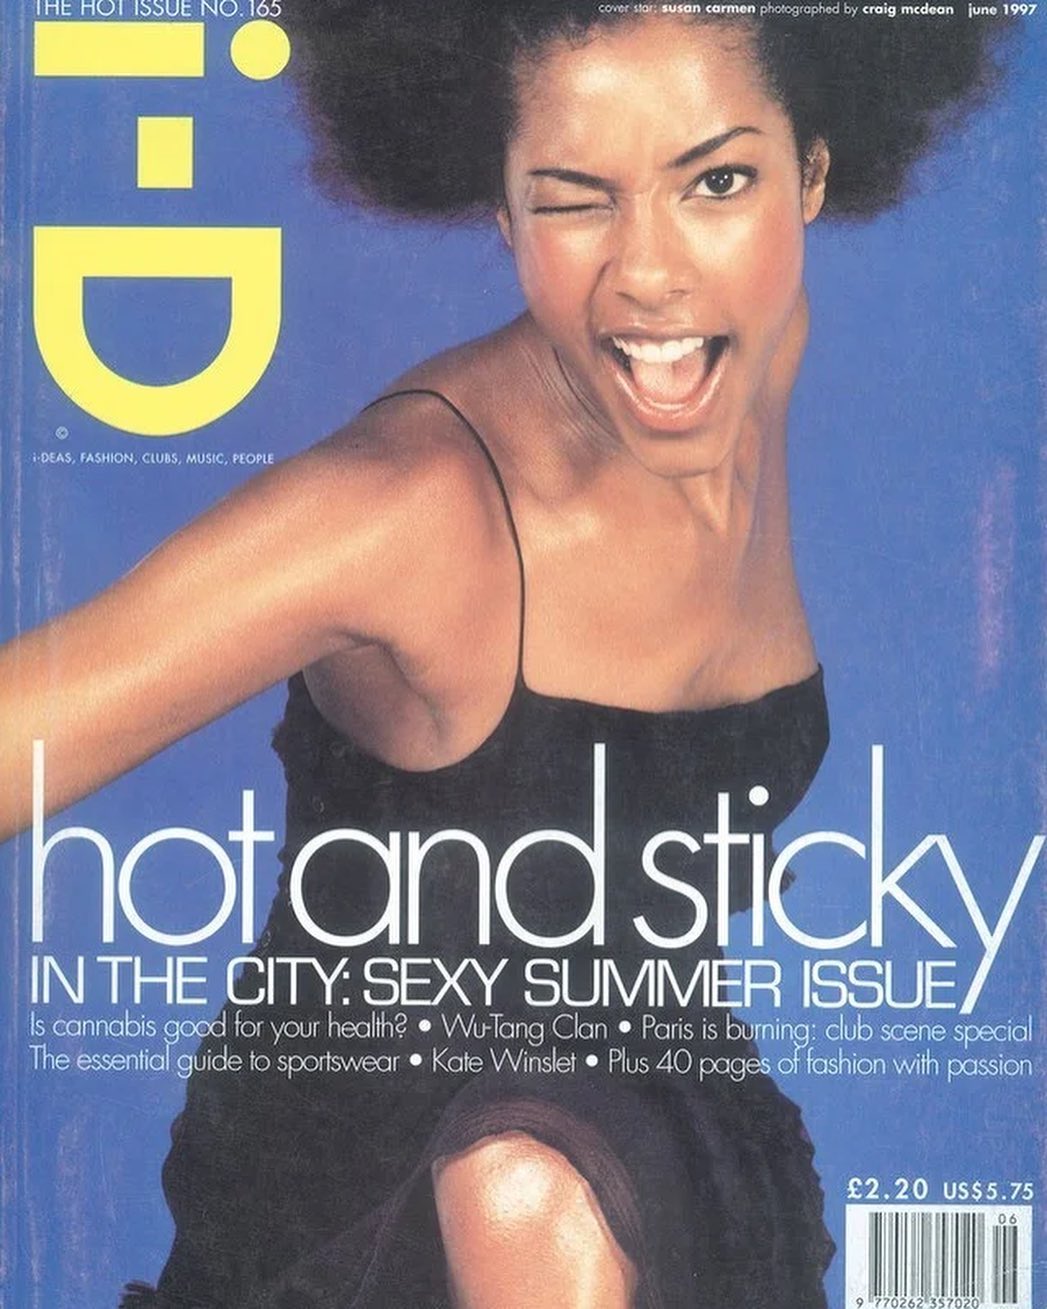 THE HOT ISSUE NO.165
cover star: susan carmen photographed by craig mcdean june 1997
i-D
©
i-DEAS, FASHION, CLUBS, MUSIC, PEOPLE
hot and sticky
IN THE CITY: SEXY SUMMER ISSUE
Is cannabis good for your health? • Wu-Tang Clan • Paris is burning: club scene special
The essential guide to sportswear • Kate Winslet • Plus 40 pages of fashion with passion
£2.20 US$5.75
06
9 770262 357020